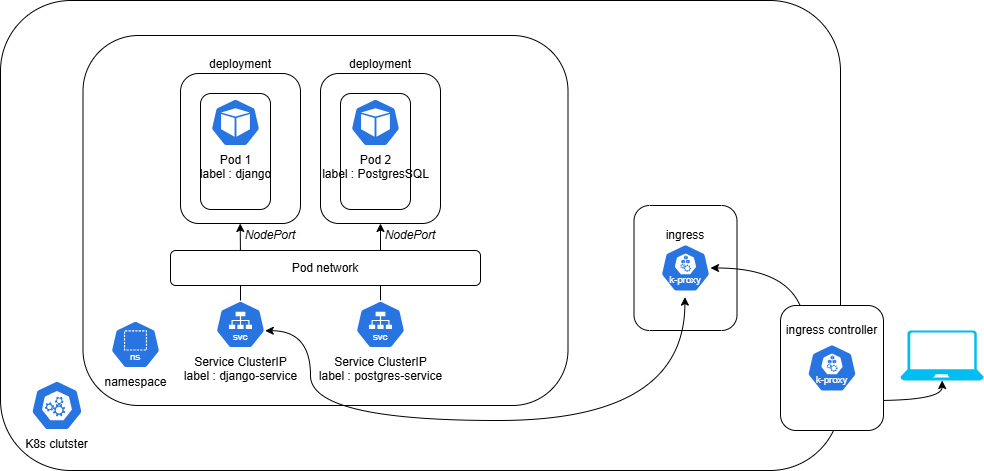 deployment
deployment
Pod 1
label : django
Pod 2
label : PostgresSQL
NodePort
NodePort
Pod network
ingress
k-proxy
svc
svc
ns
Service ClusterIP
label : django-service
Service ClusterIP
label : postgres-service
namespace
ingress controller
k-proxy
K8s clutster